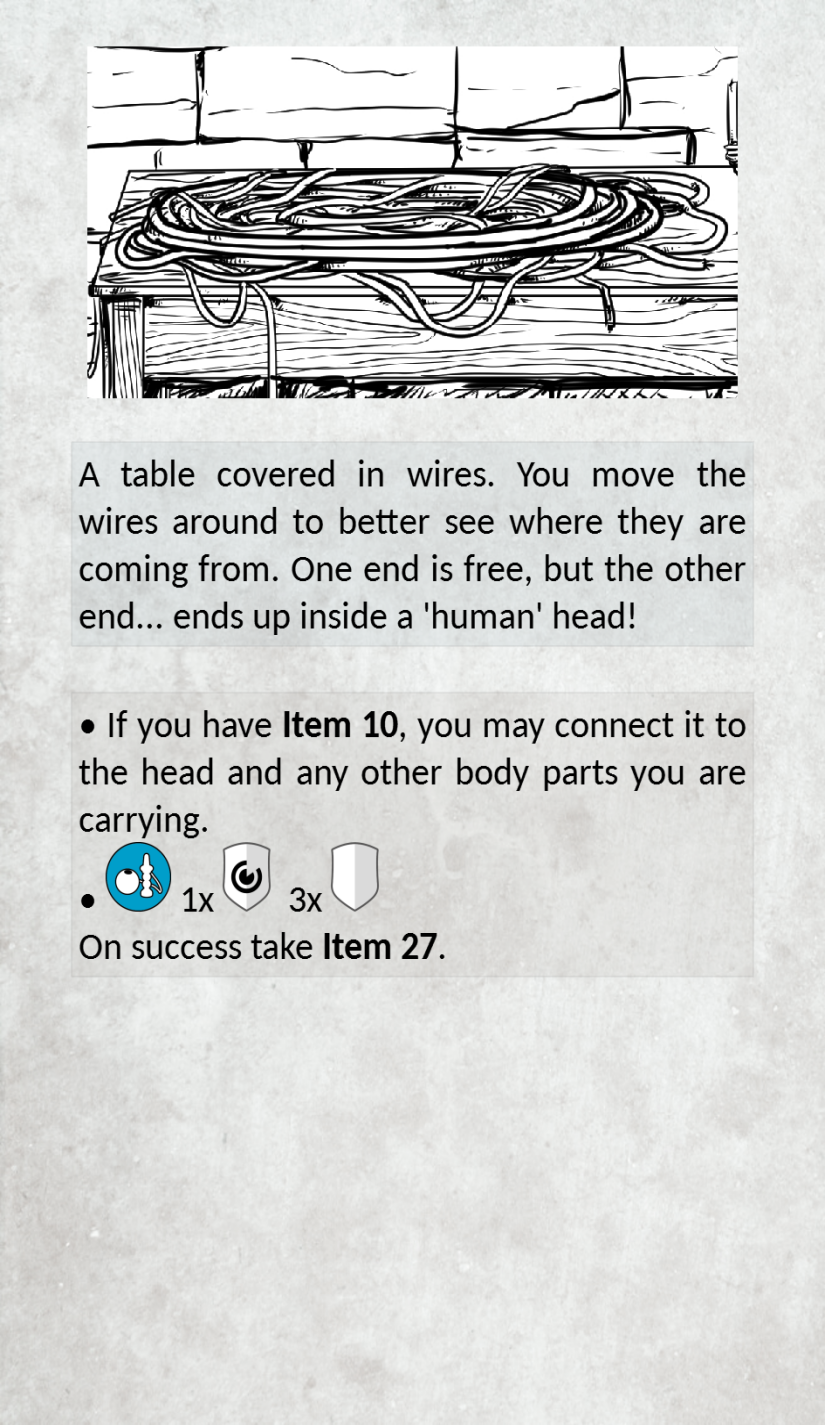 A table covered in wires. You move the
wires around to better see where they are
coming from. One end is free, but the other
end... ends up inside a 'human' head!
• If you have Item 10, you may connect it to
the head and any other body parts you are
carrying.
• 1x 3x
On success take Item 27.